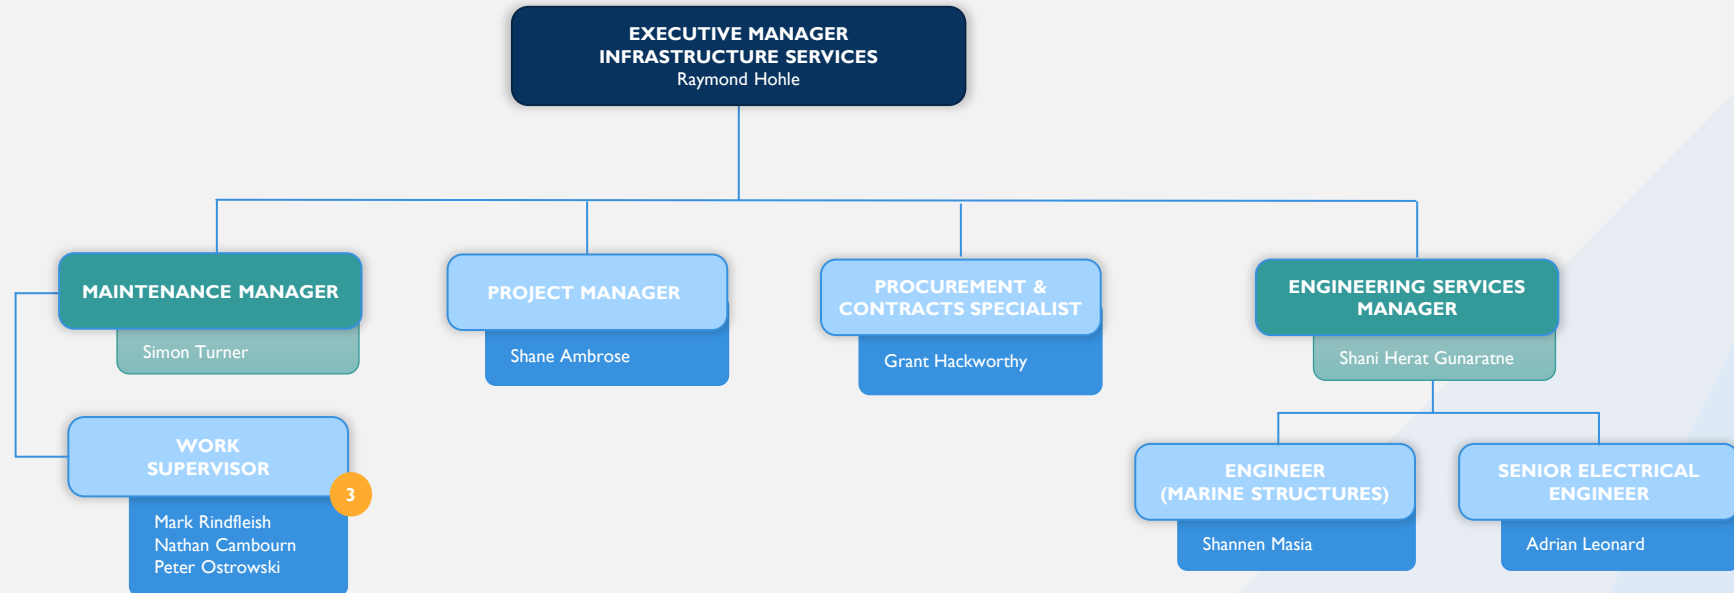 EXECUTIVE MANAGER
INFRASTRUCTURE SERVICES
Raymond Hohle
MAINTENANCE MANAGER
Simon Turner
PROJECT MANAGER
Shane Ambrose
PROCUREMENT &
CONTRACTS SPECIALIST
Grant Hackworthy
ENGINEERING SERVICES
MANAGER
Shani Herat Gunaratne
WORK
SUPERVISOR
3
Mark Rindfleish
Nathan Cambourn
Peter Ostrowski
ENGINEER
(MARINE STRUCTURES)
Shannen Masia
SENIOR ELECTRICAL
ENGINEER
Adrian Leonard